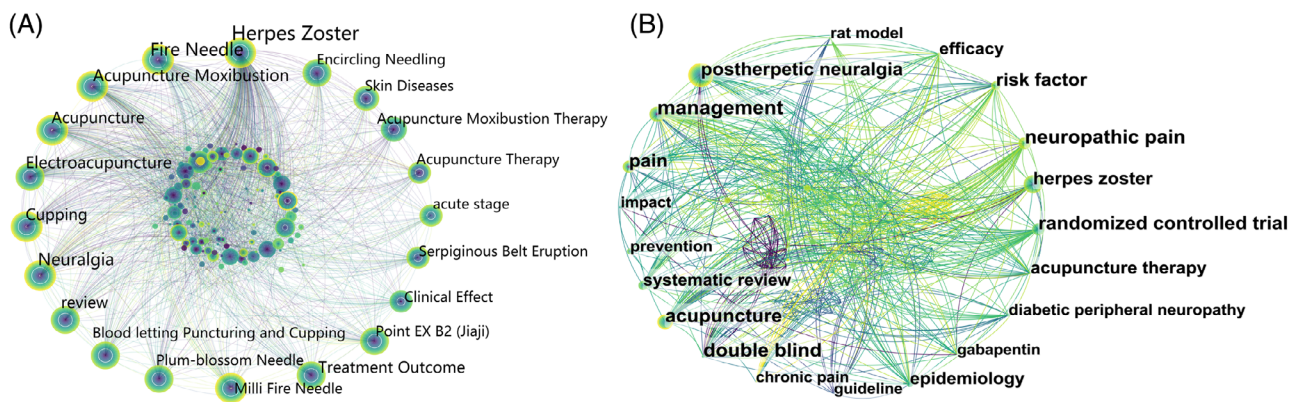 (A)
Herpes Zoster
Fire Needle
Encircling Needling
Acupuncture Moxibustion
Skin Diseases
Acupuncture
Acupuncture Moxibustion Therapy
Electroacupuncture
Acupuncture Therapy
Cupping
acute stage
Neuralgia
Serpiginous Belt Eruption
review
Clinical Effect
Blood letting Puncturing and Cupping
Point EX B2 (Jiaji)
Plum-blossom Needle
Treatment Outcome
Milli Fire Needle
(B)
rat model
efficacy
postherpetic neuralgia
risk factor
management
neuropathic pain
pain
herpes zoster
impact
randomized controlled trial
prevention
systematic review
acupuncture therapy
acupuncture
diabetic peripheral neuropathy
double blind
gabapentin
chronic pain
epidemiology
guideline